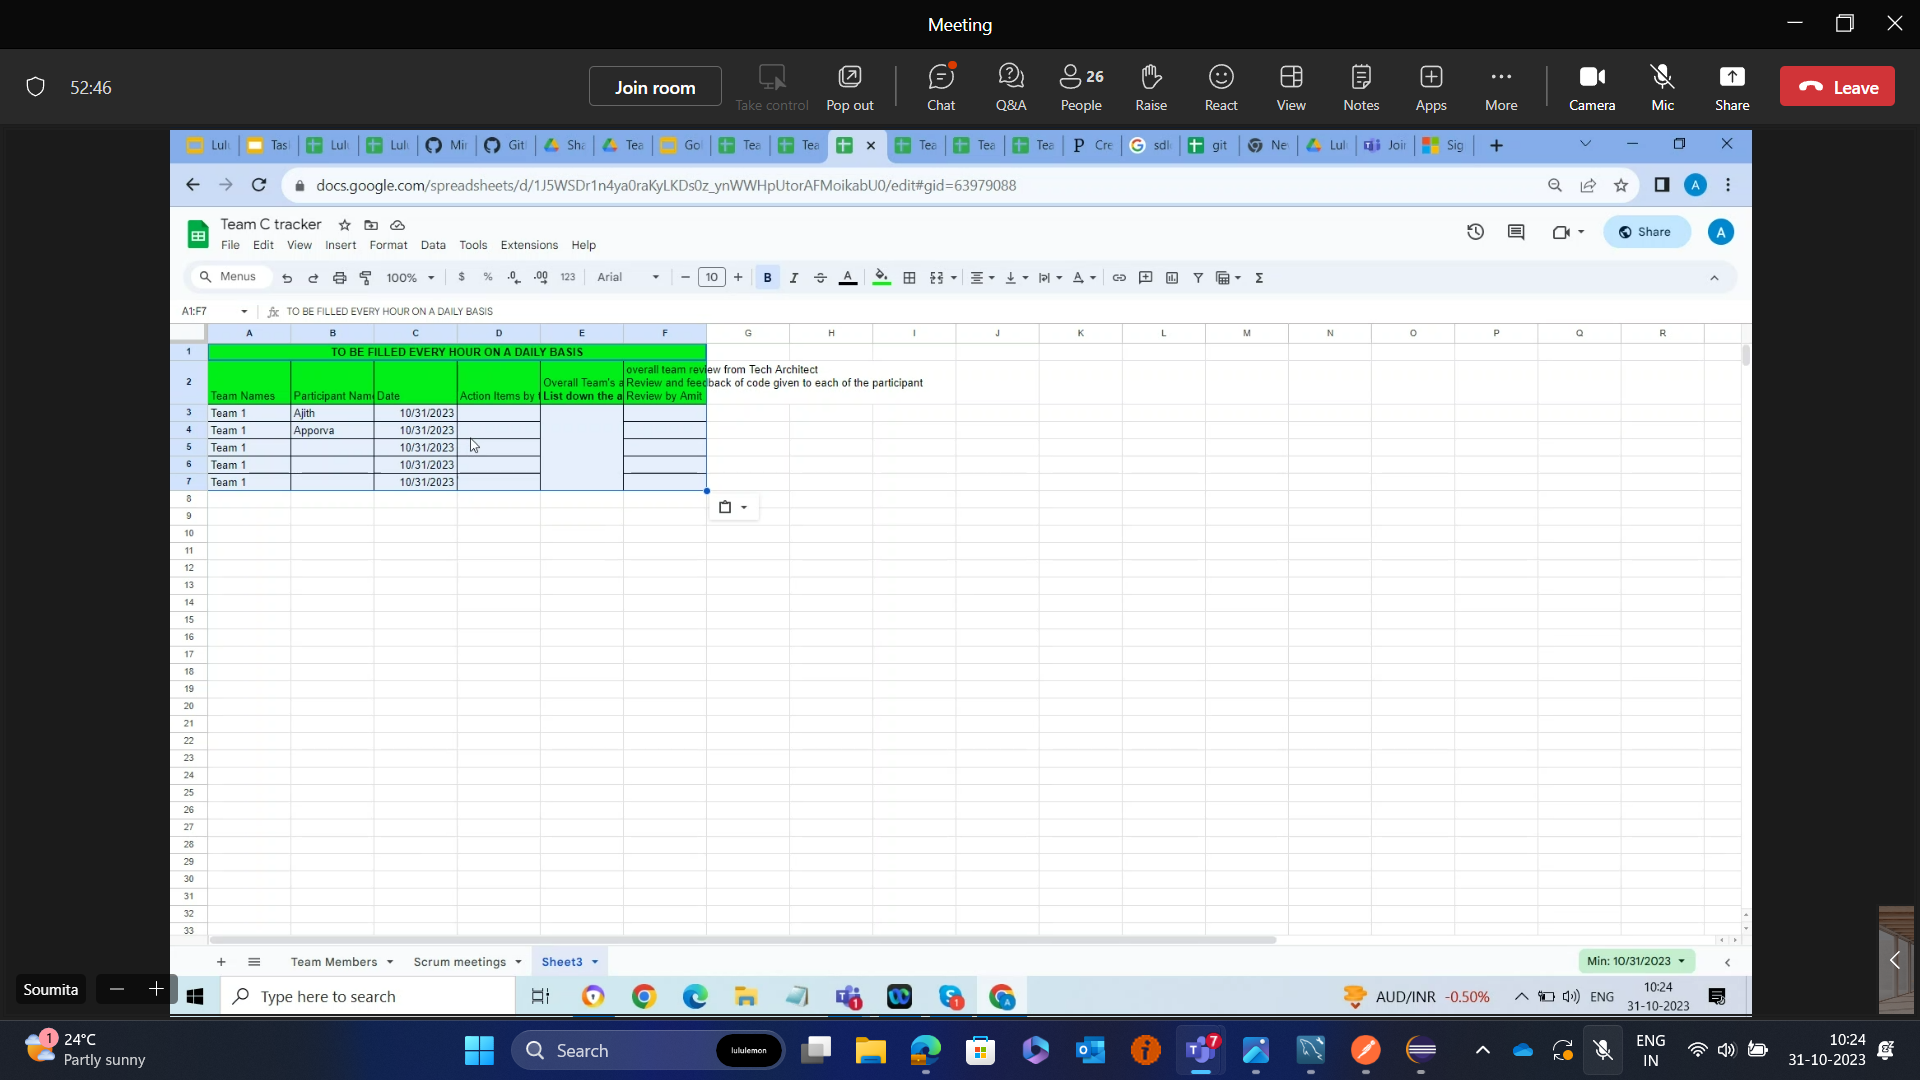 Meeting
52:46
Join room
Take control
Pop out
Chat
Q&A
26
People
Raise
React
View
Notes
Apps
More
Camera
Mic
Share
Leave
Lulu Tasl Lulu Lulu Mir Git Sha Tea Go Tea Tea Tea Tea Tea Cre sdl git Ne Lul Joi Sig
docs.google.com/spreadsheets/d/1J5WSDr1n4ya0raKyLKDs0z_ynWWHpUtorAFMoikabU0/edit#gid=63979088
A
Team C tracker
File Edit View Insert Format Data Tools Extensions Help
Share
A
Menus 100% $ % .0 .00 123 Arial 10 B I A
A1:F7 fx TO BE FILLED EVERY HOUR ON A DAILY BASIS
A B C D E F G H I J K L M N O P Q R
1 TO BE FILLED EVERY HOUR ON A DAILY BASIS
overall team review from Tech Architect
2 Overall Team's a Review and feedback of code given to each of the participant
Team Names Participant Nam Date Action Items by List down the a Review by Amit
3 Team 1 Ajith 10/31/2023
4 Team 1 Apporva 10/31/2023
5 Team 1 10/31/2023
6 Team 1 10/31/2023
7 Team 1 10/31/2023
8
9
10
11
12
13
14
15
16
17
18
19
20
21
22
23
24
25
26
27
28
29
30
31
32
33
Team Members Scrum meetings Sheet3 Min: 10/31/2023
Soumita
Type here to search
AUD/INR -0.50%
ENG
10:24
31-10-2023
24°C
Partly sunny
Search
lululemon
7
ENG
IN
10:24
31-10-2023